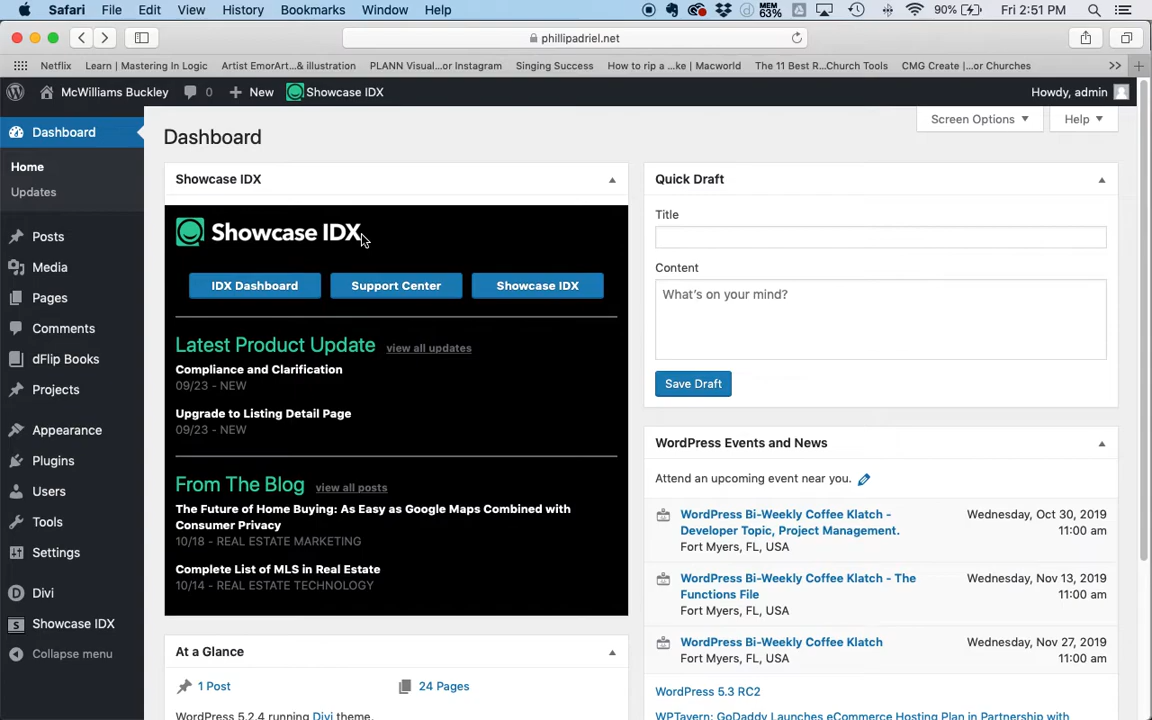 Safari File Edit View History Bookmarks Window Help MEM 63% 90% Fri 2:51 PM
phillipadriel.net
Netflix Learn | Mastering In Logic Artist EmorArt...& illustration PLANN Visual...or Instagram Singing Success How to rip a ...ke | Macworld The 11 Best R...Church Tools CMG Create |...or Churches
McWilliams Buckley 0 New Showcase IDX Howdy, admin
Screen Options Help
Dashboard
Home
Updates
Posts
Media
Pages
Comments
dFlip Books
Projects
Appearance
Plugins
Users
Tools
Settings
Divi
Showcase IDX
Collapse menu
Dashboard
Showcase IDX
Showcase IDX
IDX Dashboard Support Center Showcase IDX
Latest Product Update view all updates
Compliance and Clarification
09/23 - NEW
Upgrade to Listing Detail Page
09/23 - NEW
From The Blog view all posts
The Future of Home Buying: As Easy as Google Maps Combined with
Consumer Privacy
10/18 - REAL ESTATE MARKETING
Complete List of MLS in Real Estate
10/14 - REAL ESTATE TECHNOLOGY
At a Glance
1 Post 24 Pages
WordPress 5.2.4 running Divi theme.
Quick Draft
Title
Content
What's on your mind?
Save Draft
WordPress Events and News
Attend an upcoming event near you.
WordPress Bi-Weekly Coffee Klatch - Wednesday, Oct 30, 2019
Developer Topic, Project Management. 11:00 am
Fort Myers, FL, USA
WordPress Bi-Weekly Coffee Klatch - The Wednesday, Nov 13, 2019
Functions File 11:00 am
Fort Myers, FL, USA
WordPress Bi-Weekly Coffee Klatch Wednesday, Nov 27, 2019
Fort Myers, FL, USA 11:00 am
WordPress 5.3 RC2
WPTavern: GoDaddy Launches eCommerce Hosting Plan in Partnership with